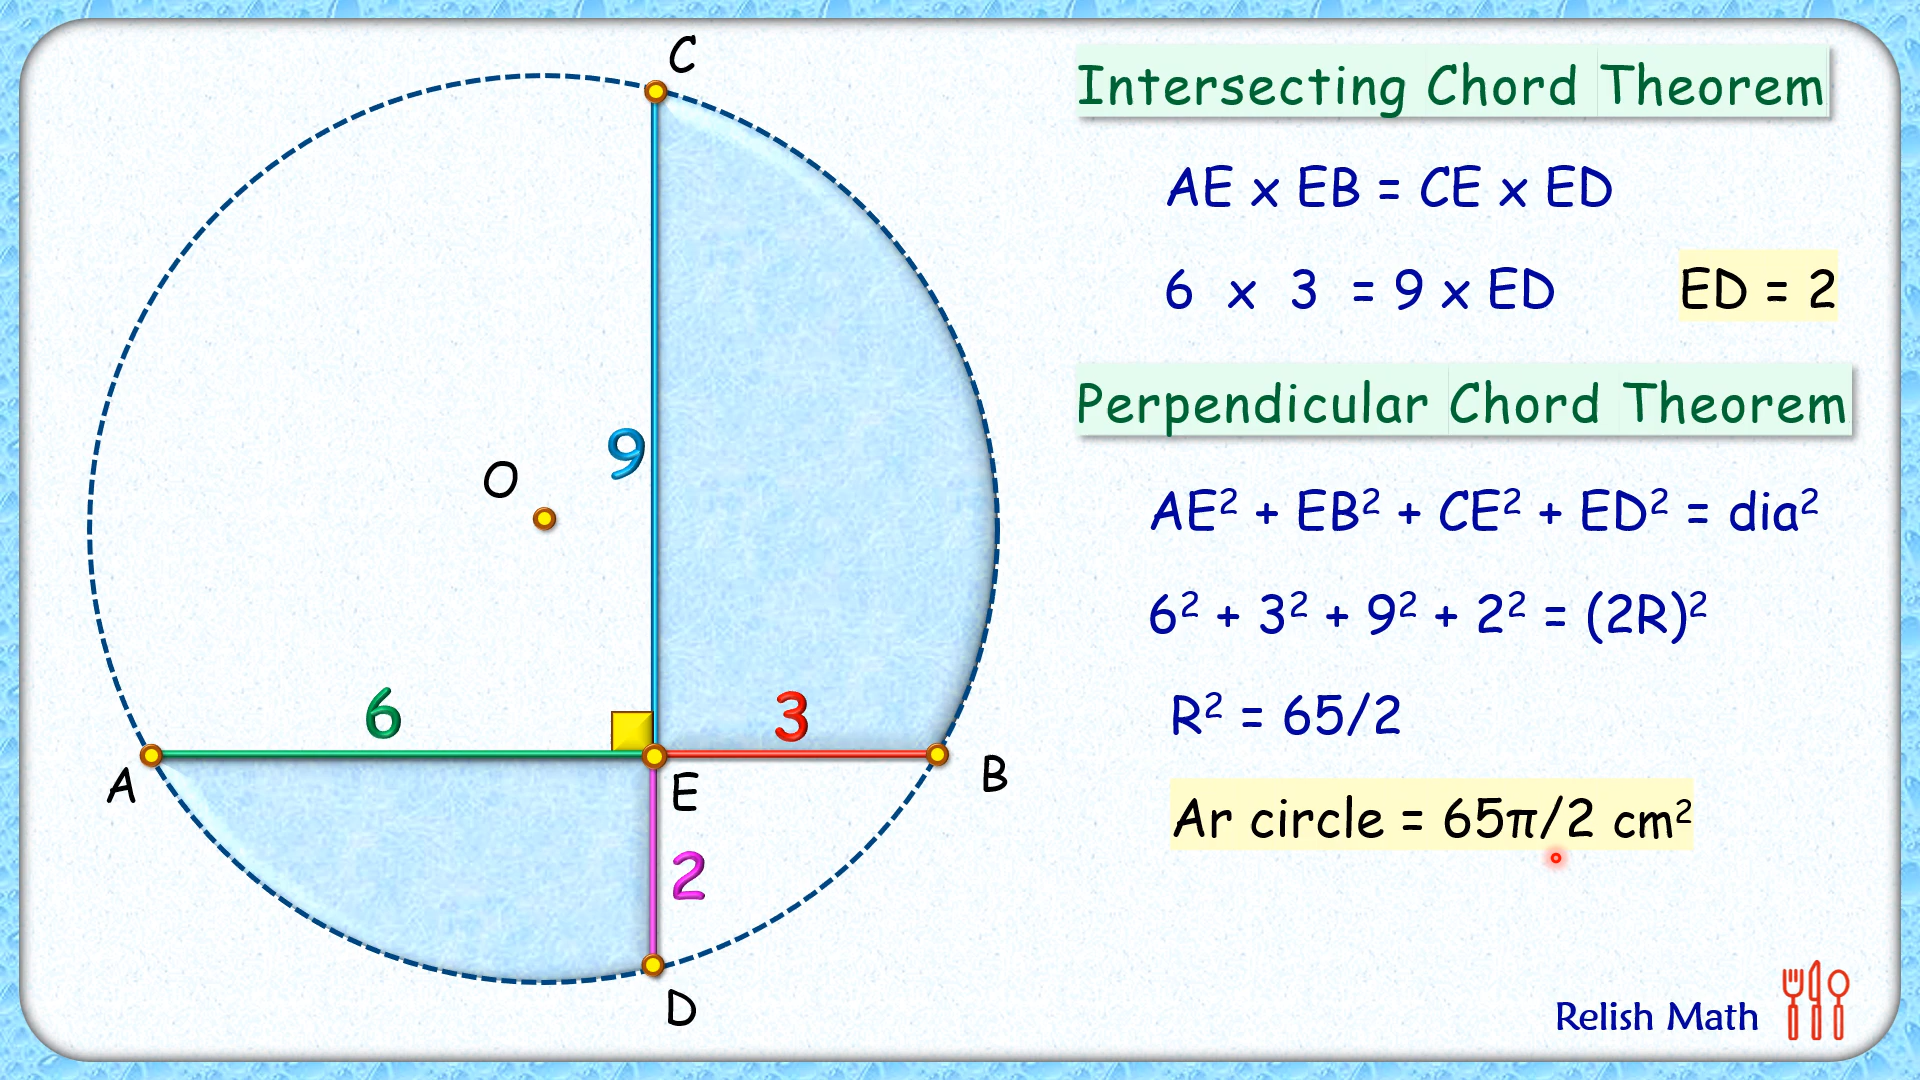 C
Intersecting Chord Theorem
AE x EB = CE x ED
6 x 3 = 9 x ED
ED = 2
Perpendicular Chord Theorem
9
O
AE² + EB² + CE² + ED² = dia²
6² + 3² + 9² + 2² = (2R)²
6
3
R² = 65/2
A
E
B
Ar circle = 65π/2 cm²
2
D
Relish Math